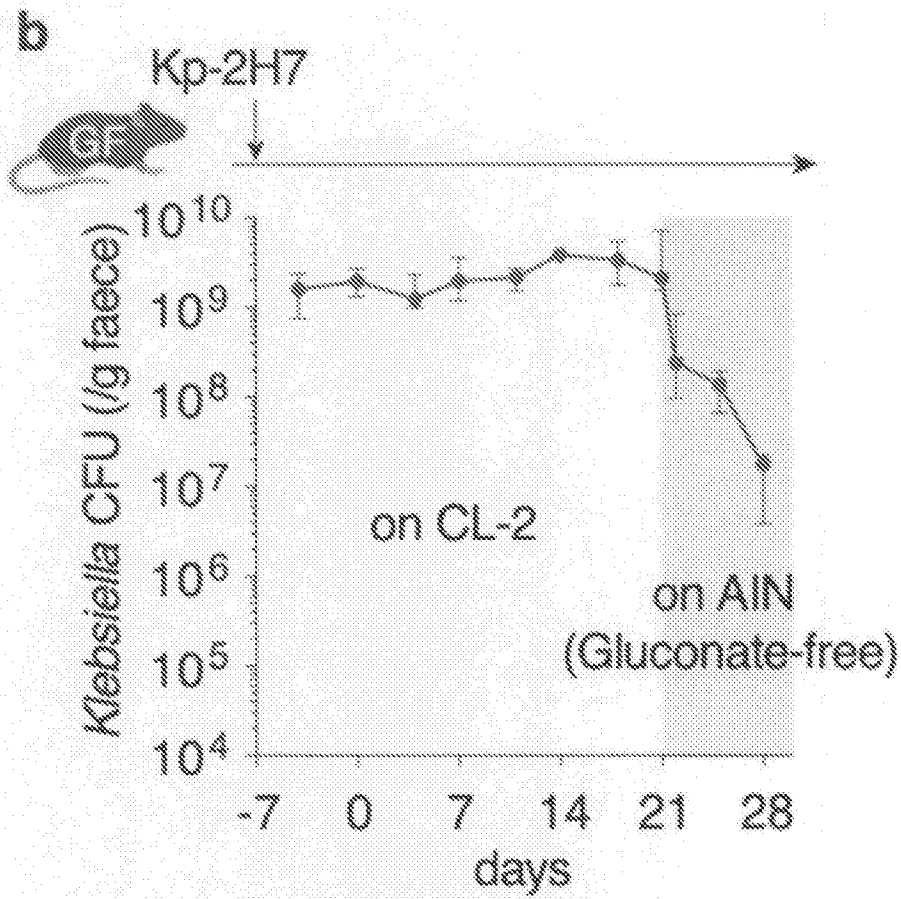 b
Kp-2H7
GF
Klebsiella CFU (/g faece)
10^10
10^9
10^8
10^7
10^6
10^5
10^4
on CL-2
on AIN
(Gluconate-free)
-7 0 7 14 21 28
days